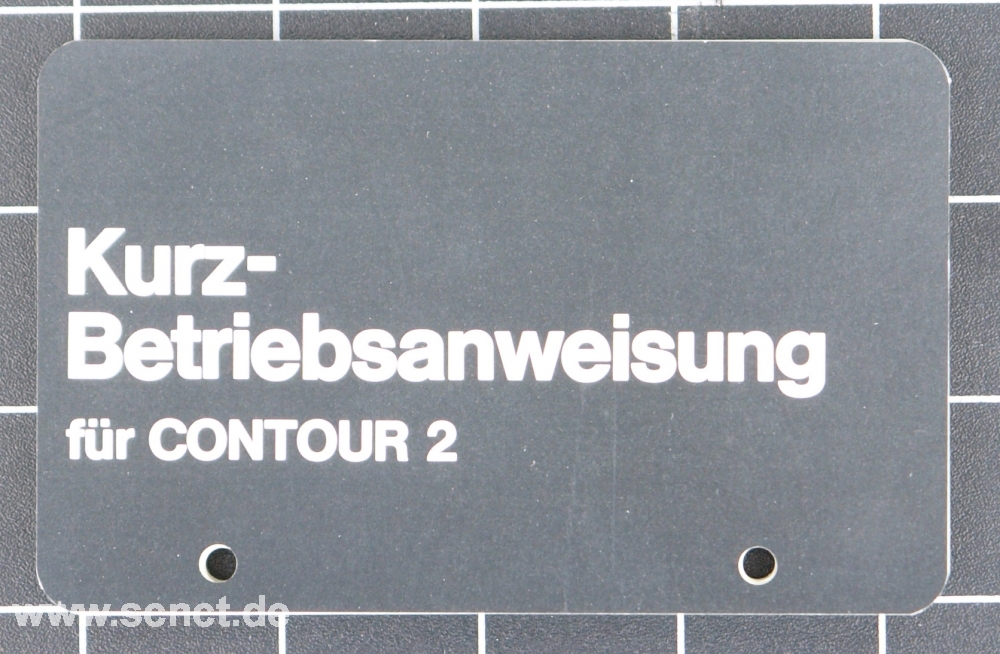 Kurz-
Betriebsanweisung
für CONTOUR 2
www.senet.de